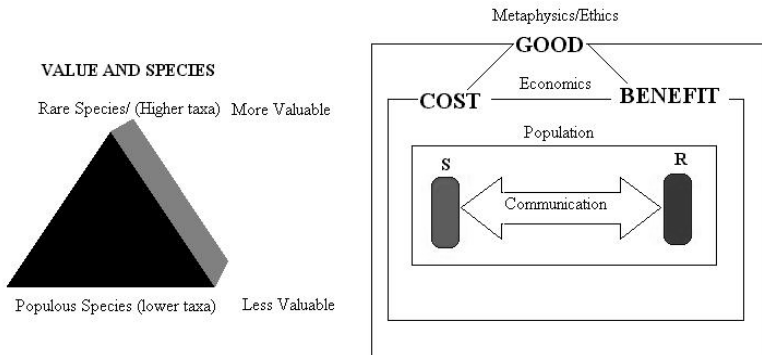 VALUE AND SPECIES
Rare Species/ (Higher taxa) More Valuable
Populous Species (lower taxa) Less Valuable
Metaphysics/Ethics
GOOD
Economics
COST BENEFIT
Population
S R
Communication